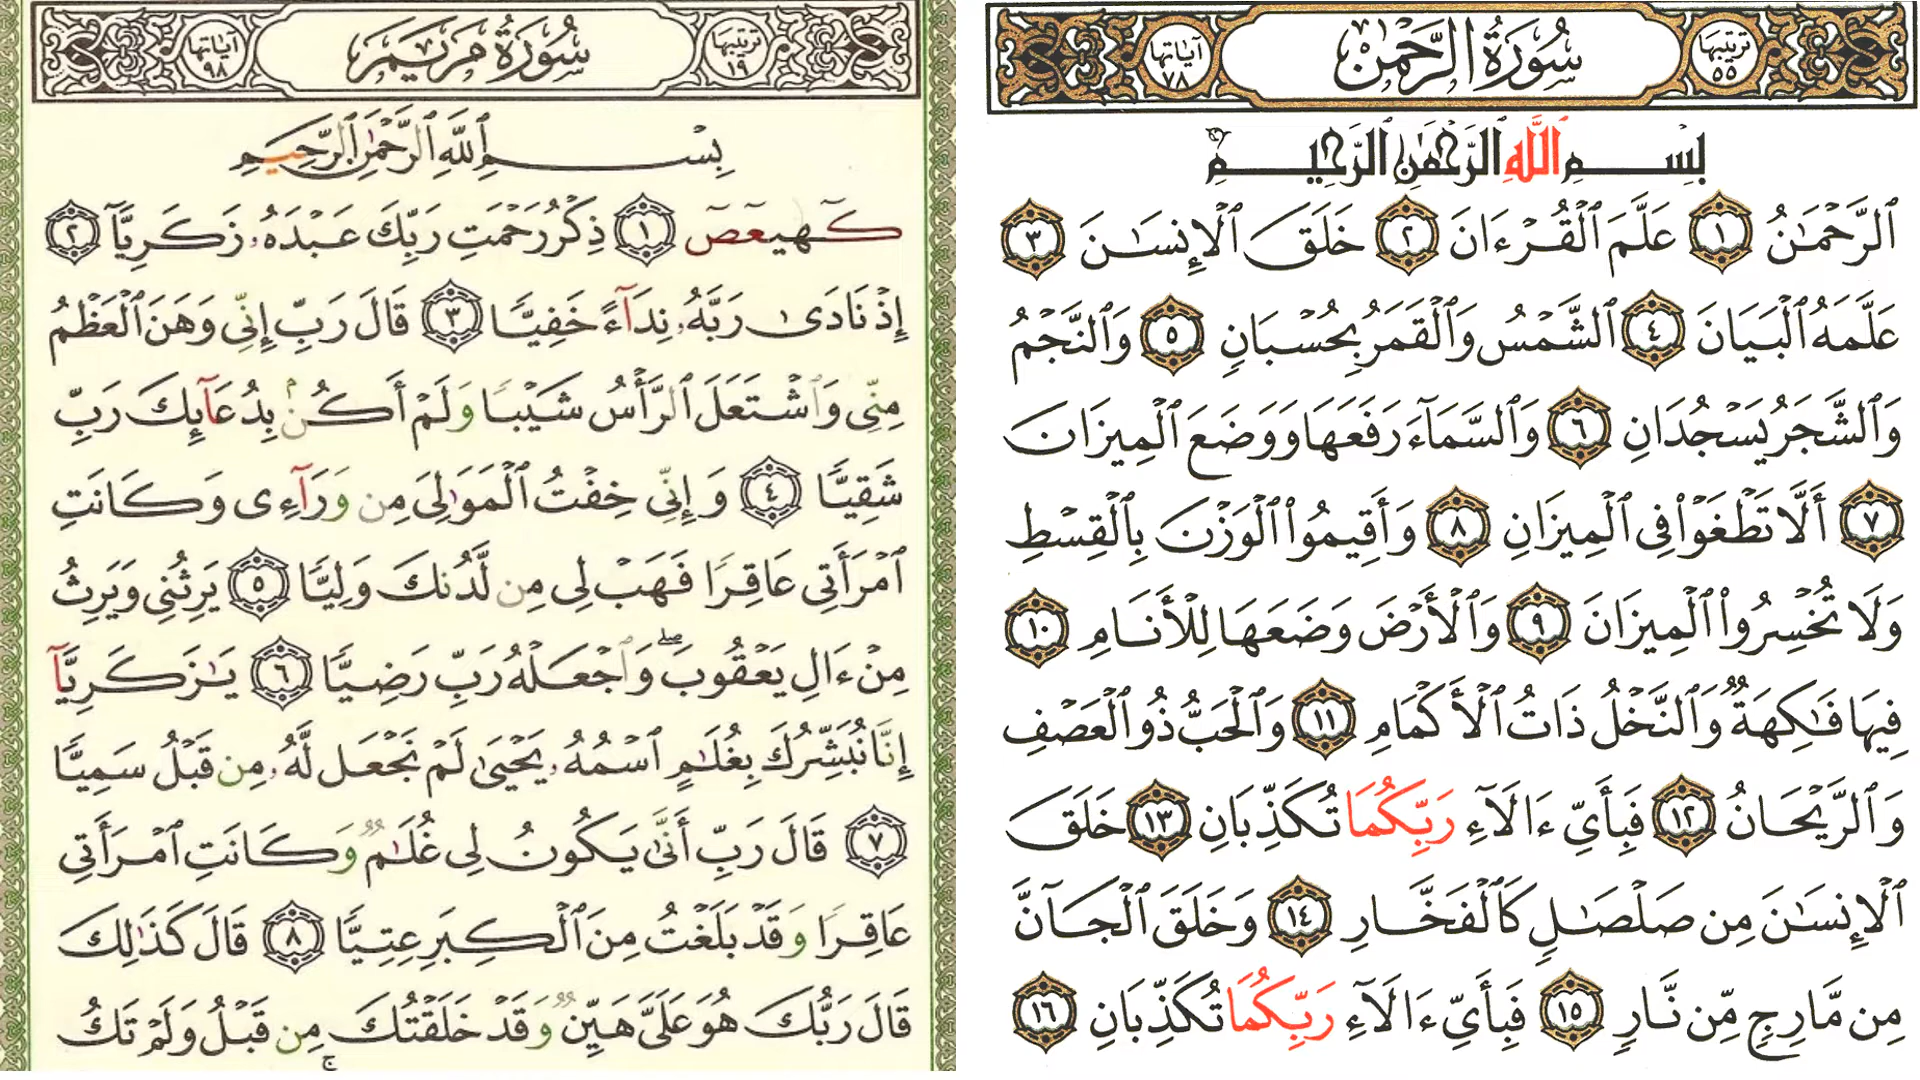 ترتيبها ١٩
سُورَةُ مَرْيَمَ
آياتها ٩٨
بِسْمِ ٱللَّهِ ٱلرَّحْمَٰنِ ٱلرَّحِيمِ
كٓهيعٓصٓ ١ ذِكْرُ رَحْمَتِ رَبِّكَ عَبْدَهُۥ زَكَرِيَّآ ٢
إِذْ نَادَىٰ رَبَّهُۥ نِدَآءً خَفِيًّا ٣ قَالَ رَبِّ إِنِّى وَهَنَ ٱلْعَظْمُ
مِنِّى وَٱشْتَعَلَ ٱلرَّأْسُ شَيْبًا وَلَمْ أَكُنۢ بِدُعَآئِكَ رَبِّ
شَقِيًّا ٤ وَإِنِّى خِفْتُ ٱلْمَوَٰلِىَ مِن وَرَآءِى وَكَانَتِ
ٱمْرَأَتِى عَاقِرًا فَهَبْ لِى مِن لَّدُنكَ وَلِيًّا ٥ يَرِثُنِى وَيَرِثُ
مِنْ ءَالِ يَعْقُوبَ ۖ وَٱجْعَلْهُ رَبِّ رَضِيًّا ٦ يَٰزَكَرِيَّآ
إِنَّا نُبَشِّرُكَ بِغُلَٰمٍ ٱسْمُهُۥ يَحْيَىٰ لَمْ نَجْعَل لَّهُۥ مِن قَبْلُ سَمِيًّا
٧ قَالَ رَبِّ أَنَّىٰ يَكُونُ لِى غُلَٰمٌ وَكَانَتِ ٱمْرَأَتِى
عَاقِرًا وَقَدْ بَلَغْتُ مِنَ ٱلْكِبَرِ عِتِيًّا ٨ قَالَ كَذَٰلِكَ
قَالَ رَبُّكَ هُوَ عَلَىَّ هَيِّنٌ وَقَدْ خَلَقْتُكَ مِن قَبْلُ وَلَمْ تَكُ
ترتيبها ٥٥
سُورَةُ الرَّحْمَٰن
آياتها ٧٨
بِسْمِ ٱللَّهِ ٱلرَّحْمَٰنِ ٱلرَّحِيمِ
ٱلرَّحْمَٰنُ ١ عَلَّمَ ٱلْقُرْءَانَ ٢ خَلَقَ ٱلْإِنسَٰنَ ٣
عَلَّمَهُ ٱلْبَيَانَ ٤ ٱلشَّمْسُ وَٱلْقَمَرُ بِحُسْبَانٍ ٥ وَٱلنَّجْمُ
وَٱلشَّجَرُ يَسْجُدَانِ ٦ وَٱلسَّمَآءَ رَفَعَهَا وَوَضَعَ ٱلْمِيزَانَ
٧ أَلَّا تَطْغَوْا۟ فِى ٱلْمِيزَانِ ٨ وَأَقِيمُوا۟ ٱلْوَزْنَ بِٱلْقِسْطِ
وَلَا تُخْسِرُوا۟ ٱلْمِيزَانَ ٩ وَٱلْأَرْضَ وَضَعَهَا لِلْأَنَامِ ١٠
فِيهَا فَٰكِهَةٌ وَٱلنَّخْلُ ذَاتُ ٱلْأَكْمَامِ ١١ وَٱلْحَبُّ ذُو ٱلْعَصْفِ
وَٱلرَّيْحَانُ ١٢ فَبِأَىِّ ءَالَآءِ رَبِّكُمَا تُكَذِّبَانِ ١٣ خَلَقَ
ٱلْإِنسَٰنَ مِن صَلْصَٰلٍ كَٱلْفَخَّارِ ١٤ وَخَلَقَ ٱلْجَآنَّ
مِن مَّارِجٍ مِّن نَّارٍ ١٥ فَبِأَىِّ ءَالَآءِ رَبِّكُمَا تُكَذِّبَانِ ١٦